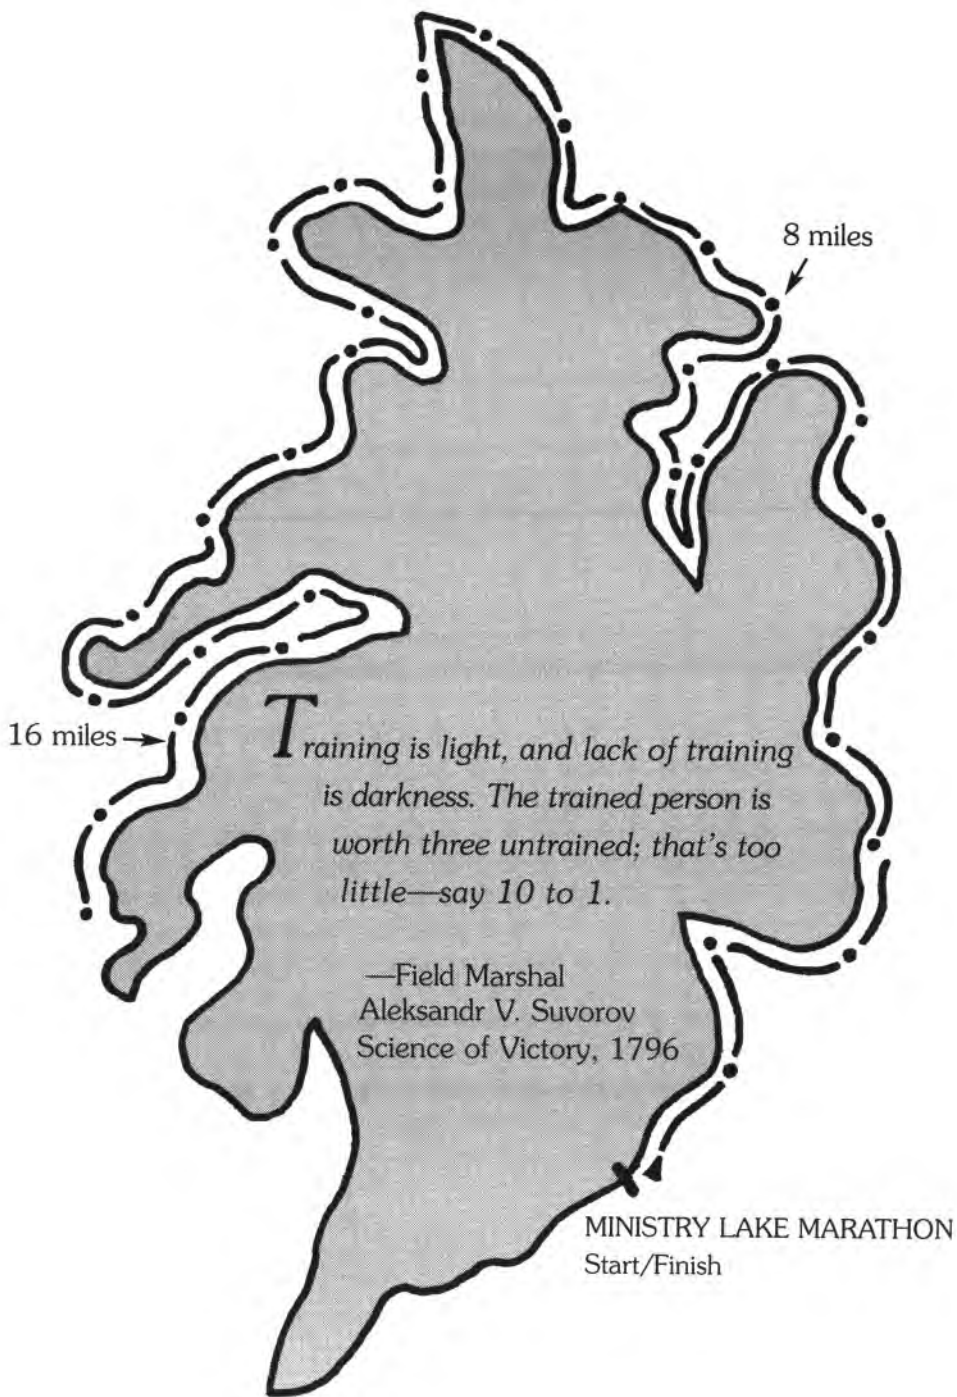 8 miles
16 miles
Training is light, and lack of training
is darkness. The trained person is
worth three untrained; that's too
little—say 10 to 1.
—Field Marshal
Aleksandr V. Suvorov
Science of Victory, 1796
MINISTRY LAKE MARATHON
Start/Finish